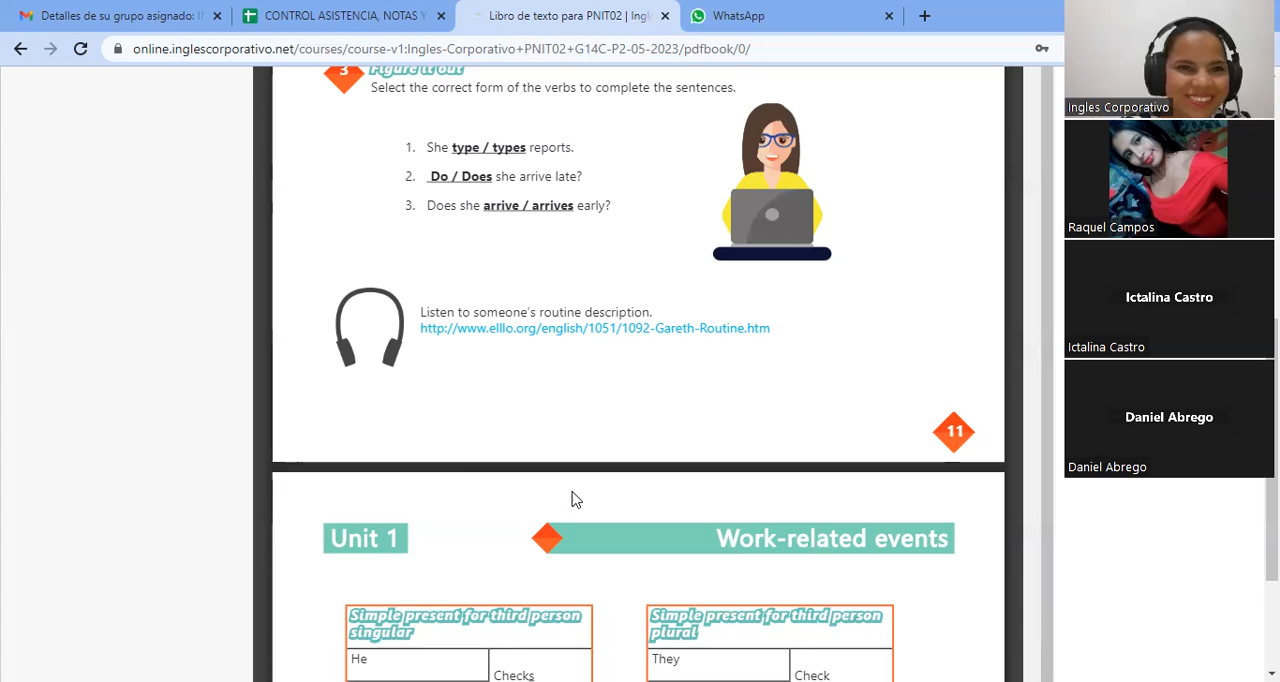 Detalles de su grupo asignado: I
CONTROL ASISTENCIA, NOTAS Y
Libro de texto para PNIT02 | Ingl
WhatsApp
online.inglescorporativo.net/courses/course-v1:Ingles-Corporativo+PNIT02+G14C-P2-05-2023/pdfbook/0/
3 Figure it out
Select the correct form of the verbs to complete the sentences.
1. She type / types reports.
2. Do / Does she arrive late?
3. Does she arrive / arrives early?
Listen to someone's routine description.
http://www.elllo.org/english/1051/1092-Gareth-Routine.htm
11
Unit 1
Work-related events
Simple present for third person
singular
He
Checks
Simple present for third person
plural
They
Check
Ingles Corporativo
Raquel Campos
Ictalina Castro
Ictalina Castro
Daniel Abrego
Daniel Abrego